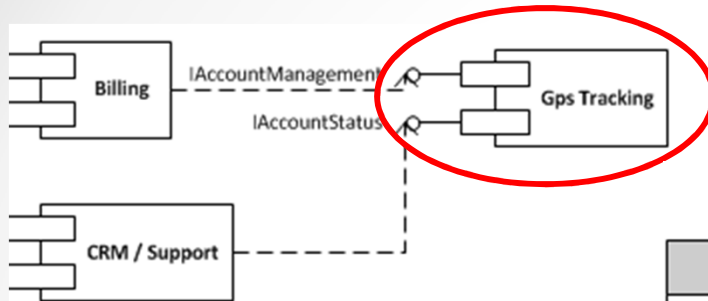 IAccountManagement
Billing
Gps Tracking
IAccountStatus
CRM / Support